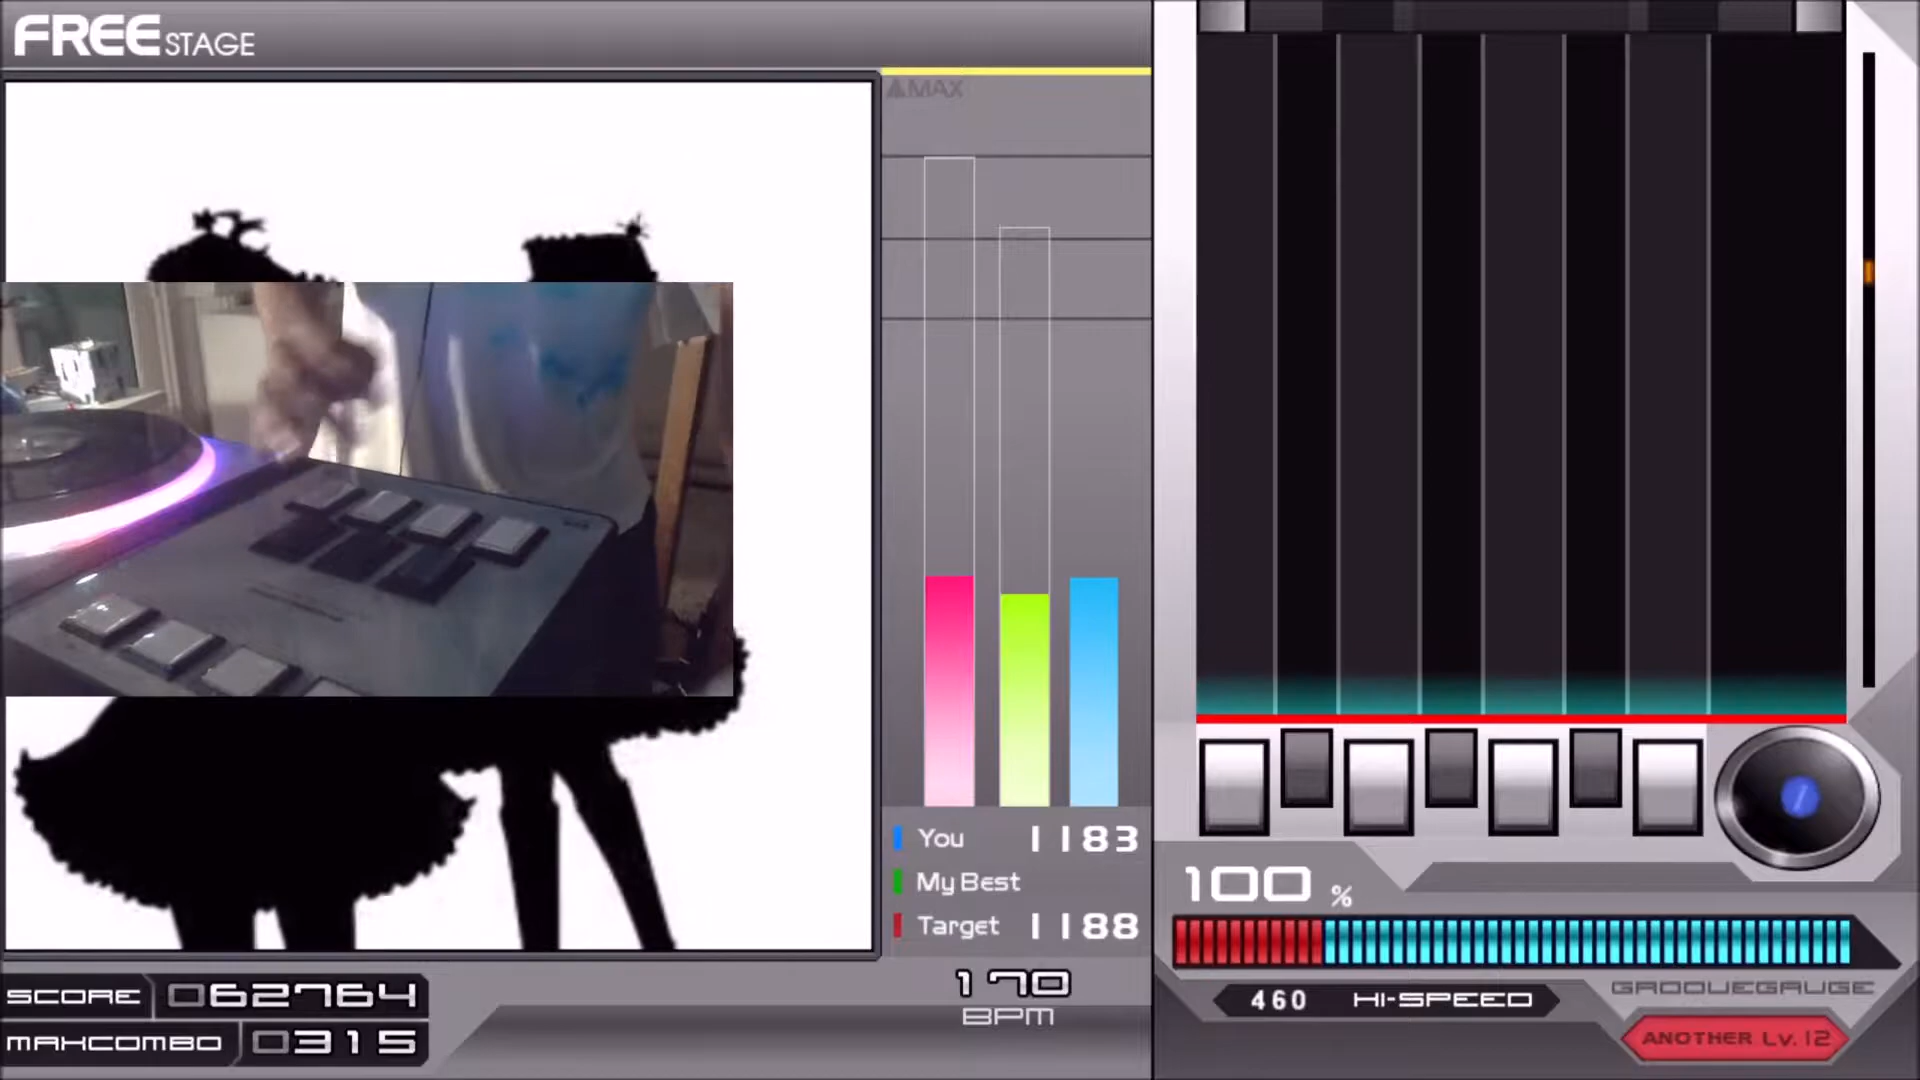 FREE STAGE
▲MAX
You 1183
My Best
Target 1188
170
BPM
SCORE 062764
MAXCOMBO 0315
100 %
460 HI-SPEED
GROOVEGAUGE
ANOTHER Lv.12